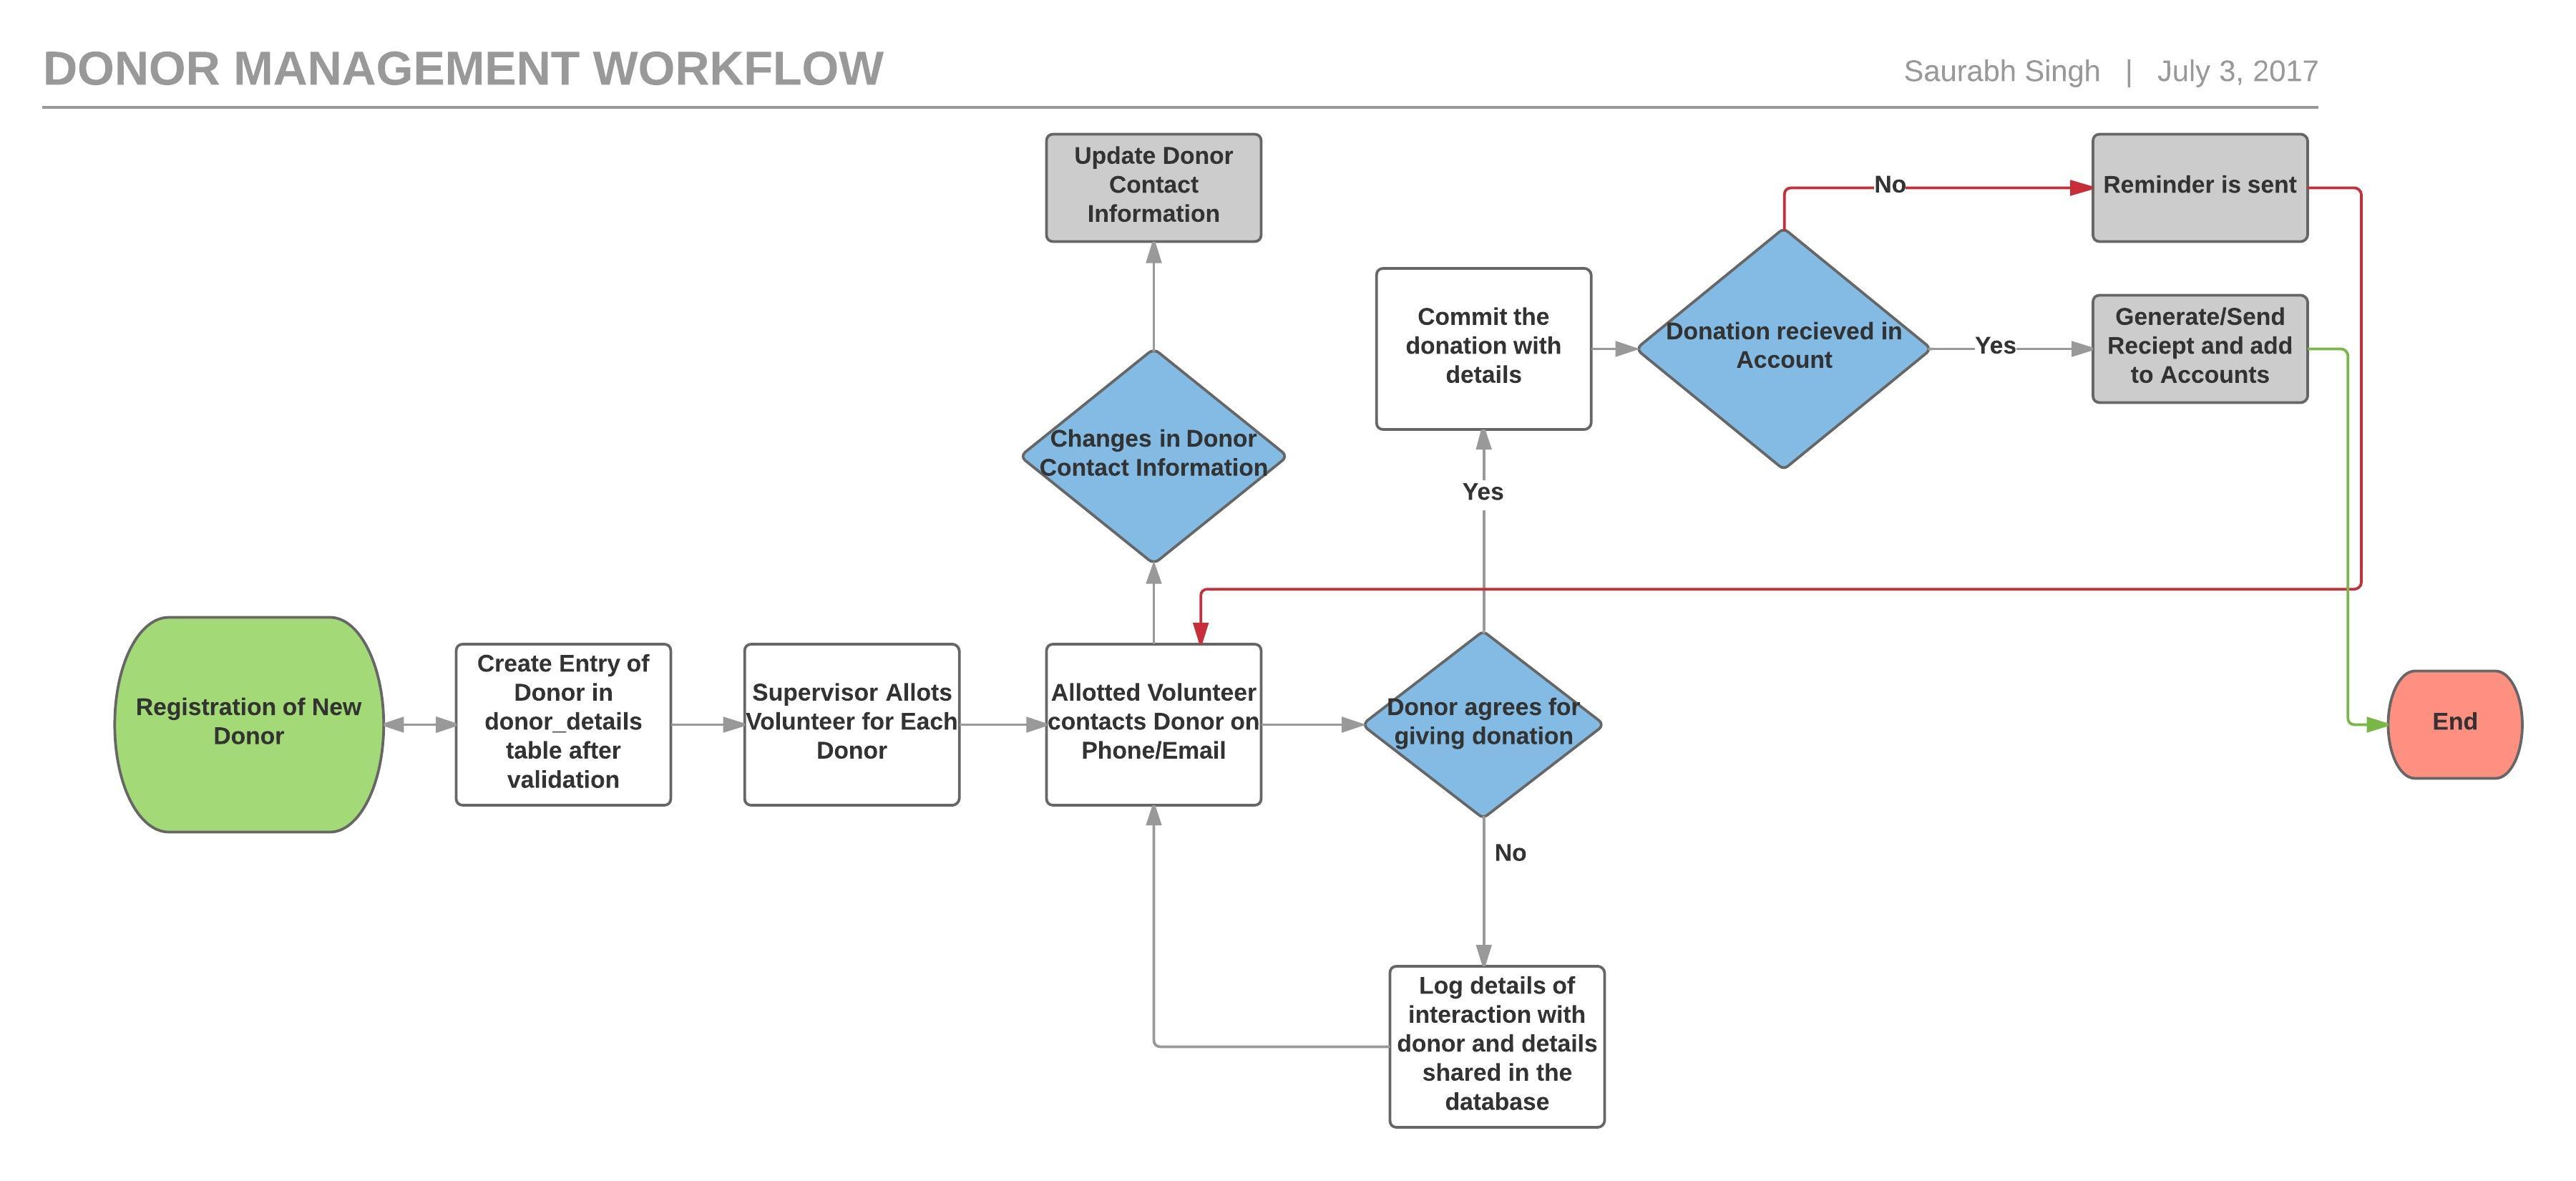 DONOR MANAGEMENT WORKFLOW
Saurabh Singh | July 3, 2017
Update Donor
Contact
Information
No
Reminder is sent
Commit the
donation with
details
Donation recieved in
Account
Yes
Generate/Send
Reciept and add
to Accounts
Changes in Donor
Contact Information
Yes
Registration of New
Donor
Create Entry of
Donor in
donor_details
table after
validation
Supervisor Allots
Volunteer for Each
Donor
Allotted Volunteer
contacts Donor on
Phone/Email
Donor agrees for
giving donation
End
No
Log details of
interaction with
donor and details
shared in the
database